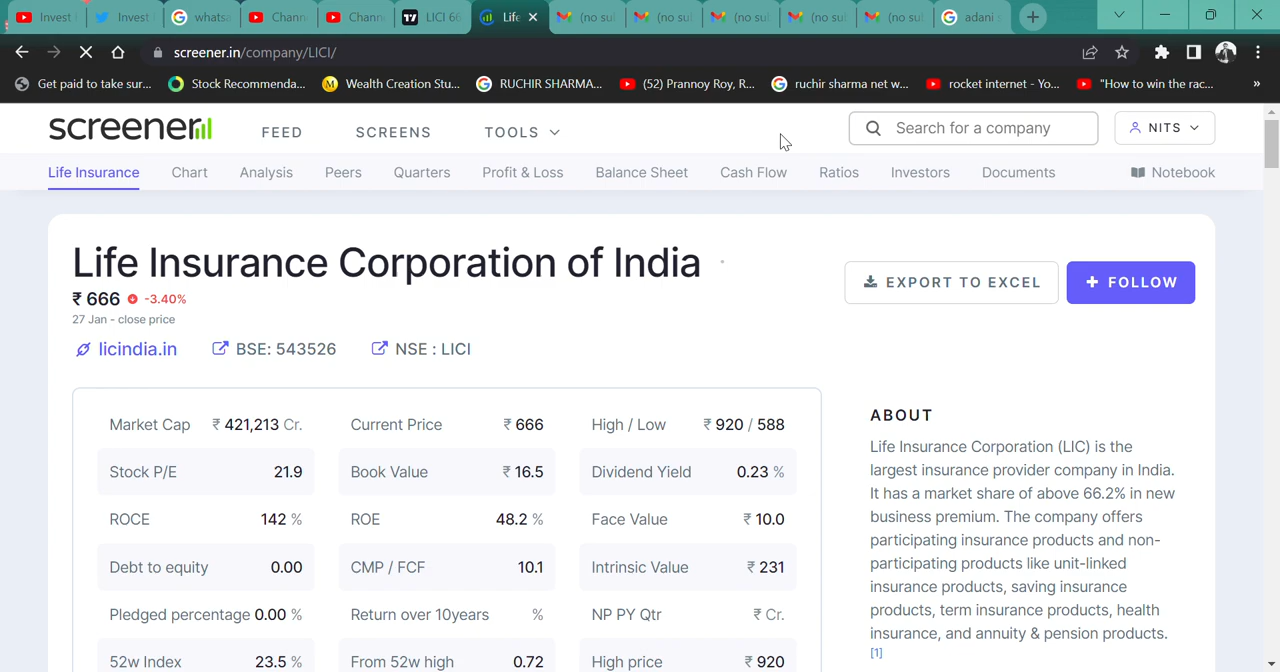 Invest
Invest
whatsa
Chann
Chann
LICI 66
Life
(no su
(no sul
(no su
(no su
(no su
adani s
screener.in/company/LICI/
Get paid to take sur...
Stock Recommenda...
Wealth Creation Stu...
RUCHIR SHARMA...
(52) Prannoy Roy, R...
ruchir sharma net w...
rocket internet - Yo...
"How to win the rac...
»
screener
FEED
SCREENS
TOOLS
Search for a company
NITS
Life Insurance
Chart
Analysis
Peers
Quarters
Profit & Loss
Balance Sheet
Cash Flow
Ratios
Investors
Documents
Notebook
Life Insurance Corporation of India
₹ 666 -3.40%
27 Jan - close price
EXPORT TO EXCEL
+ FOLLOW
licindia.in
BSE: 543526
NSE : LICI
Market Cap ₹ 421,213 Cr.
Current Price ₹ 666
High / Low ₹ 920 / 588
Stock P/E 21.9
Book Value ₹ 16.5
Dividend Yield 0.23 %
ROCE 142 %
ROE 48.2 %
Face Value ₹ 10.0
Debt to equity 0.00
CMP / FCF 10.1
Intrinsic Value ₹ 231
Pledged percentage 0.00 %
Return over 10years %
NP PY Qtr ₹ Cr.
52w Index 23.5 %
From 52w high 0.72
High price ₹ 920
ABOUT
Life Insurance Corporation (LIC) is the
largest insurance provider company in India.
It has a market share of above 66.2% in new
business premium. The company offers
participating insurance products and non-
participating products like unit-linked
insurance products, saving insurance
products, term insurance products, health
insurance, and annuity & pension products.
[1]